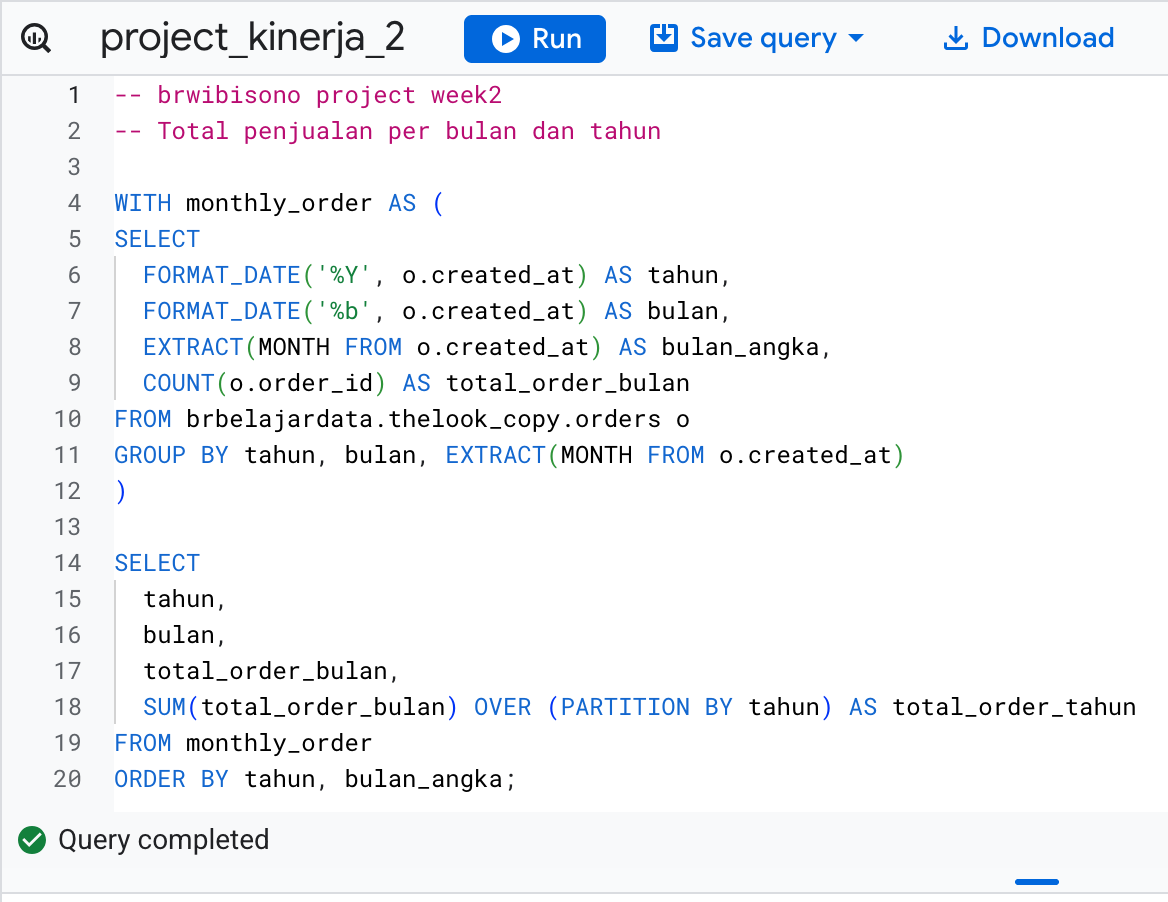 project_kinerja_2 Run Save query Download
1 -- brwibisono project week2
2 -- Total penjualan per bulan dan tahun
3
4 WITH monthly_order AS (
5 SELECT
6 FORMAT_DATE('%Y', o.created_at) AS tahun,
7 FORMAT_DATE('%b', o.created_at) AS bulan,
8 EXTRACT(MONTH FROM o.created_at) AS bulan_angka,
9 COUNT(o.order_id) AS total_order_bulan
10 FROM brbelajardata.thelook_copy.orders o
11 GROUP BY tahun, bulan, EXTRACT(MONTH FROM o.created_at)
12 )
13
14 SELECT
15 tahun,
16 bulan,
17 total_order_bulan,
18 SUM(total_order_bulan) OVER (PARTITION BY tahun) AS total_order_tahun
19 FROM monthly_order
20 ORDER BY tahun, bulan_angka;
Query completed